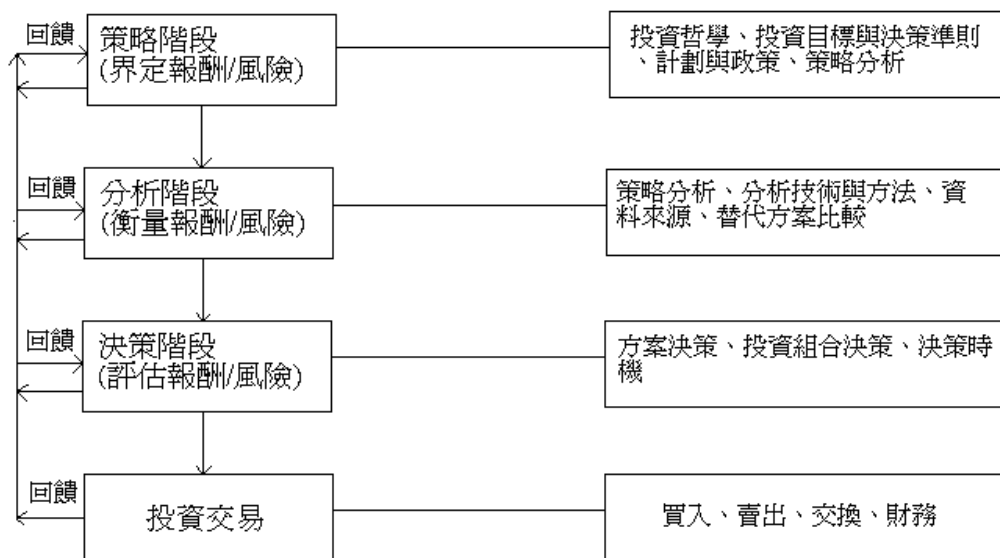 回饋
策略階段
(界定報酬/風險)
投資哲學、投資目標與決策準則
、計劃與政策、策略分析
回饋
分析階段
(衡量報酬/風險)
策略分析、分析技術與方法、資
料來源、替代方案比較
回饋
決策階段
(評估報酬/風險)
方案決策、投資組合決策、決策時
機
回饋
投資交易
買入、賣出、交換、財務